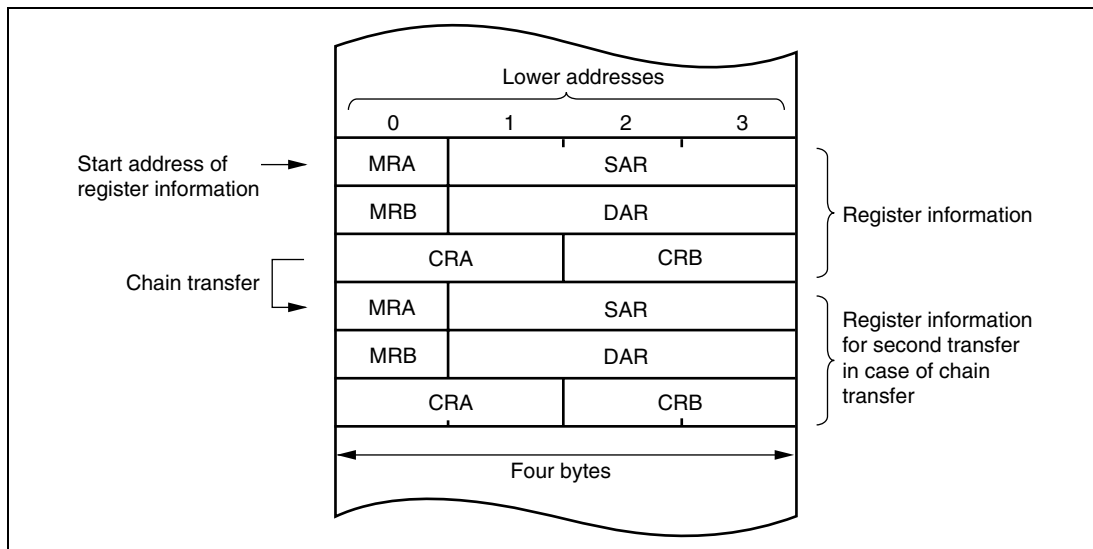 Lower addresses
0 1 2 3
Start address of
register information
MRA SAR
MRB DAR
CRA CRB
Register information
Chain transfer
MRA SAR
MRB DAR
CRA CRB
Register information
for second transfer
in case of chain
transfer
Four bytes